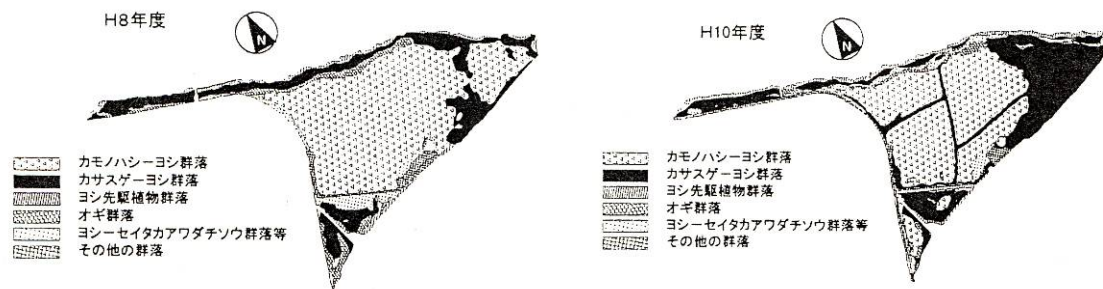 H8年度
N
カモノハシーヨシ群落
カサスゲーヨシ群落
ヨシ先駆植物群落
オギ群落
ヨシーセイタカアワダチソウ群落等
その他の群落
H10年度
N
カモノハシーヨシ群落
カサスゲーヨシ群落
ヨシ先駆植物群落
オギ群落
ヨシーセイタカアワダチソウ群落等
その他の群落